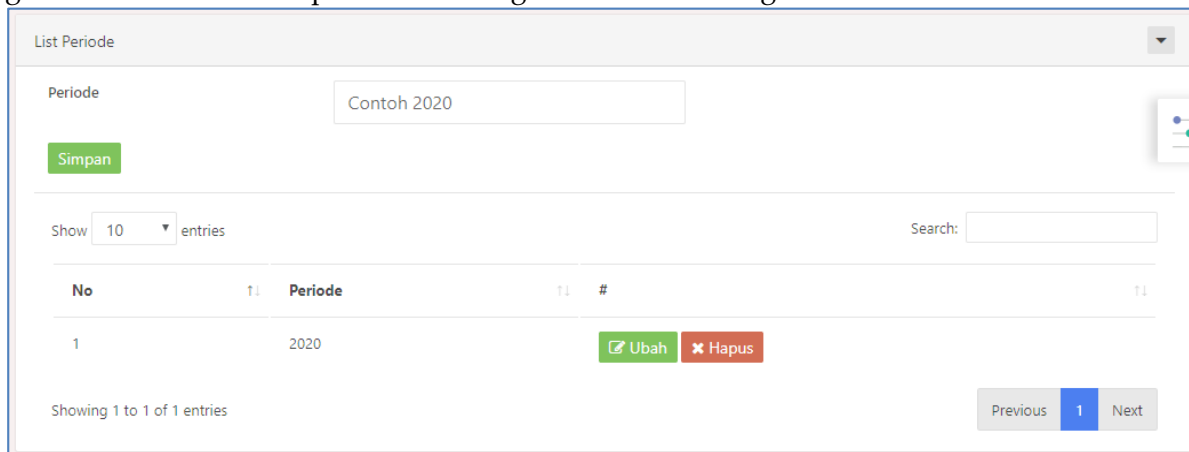 List Periode
Periode
Contoh 2020
Simpan
Show 10 entries
Search:
No Periode #
1 2020 Ubah Hapus
Showing 1 to 1 of 1 entries
Previous 1 Next